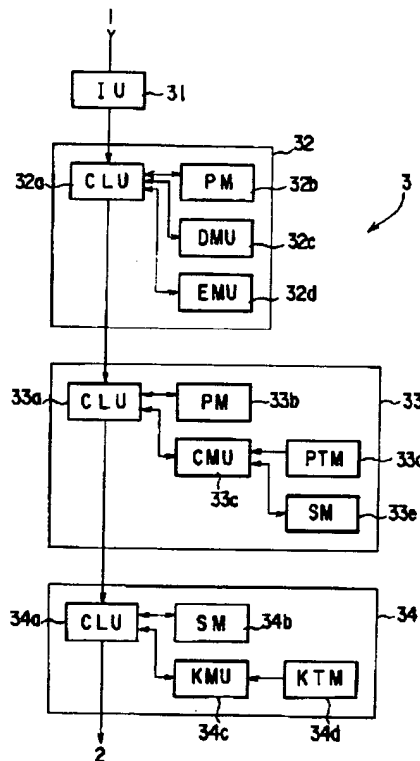 1
IU
31
32
32a
CLU
PM
32b
3
DMU
32c
EMU
32d
33a
CLU
PM
33b
33
CMU
33c
PTM
33d
SM
33e
34a
CLU
SM
34b
34
KMU
34c
KTM
34d
2